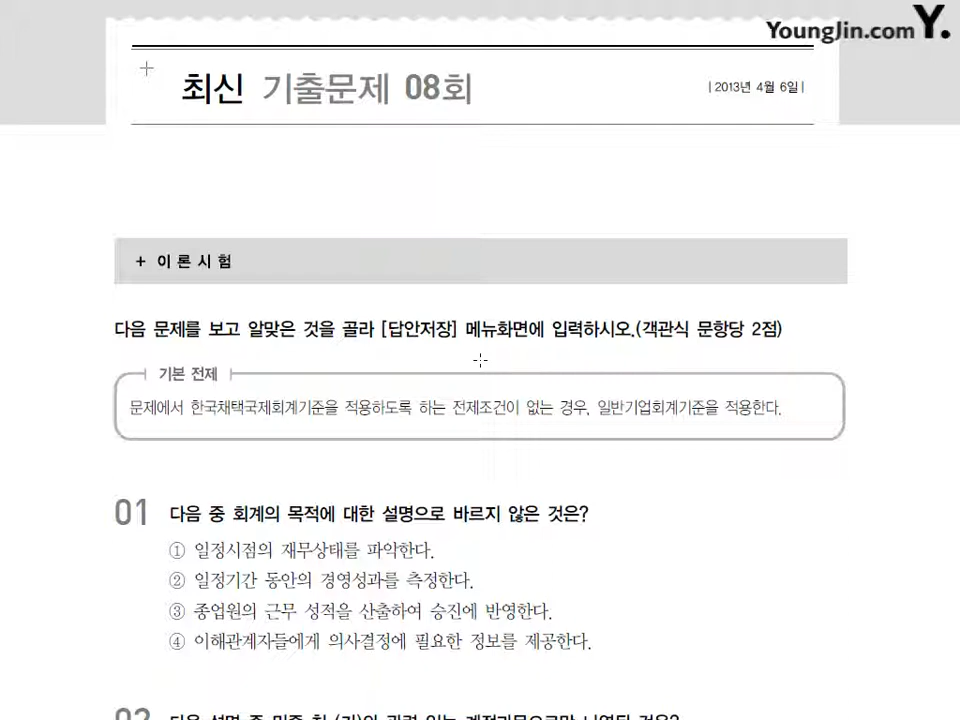 YoungJin.com Y.
최신 기출문제 08회
|2013년 4월 6일|
+ 이론시험
다음 문제를 보고 알맞은 것을 골라 [답안저장] 메뉴화면에 입력하시오.(객관식 문항당 2점)
기본 전제
문제에서 한국채택국제회계기준을 적용하도록 하는 전제조건이 없는 경우, 일반기업회계기준을 적용한다.
01 다음 중 회계의 목적에 대한 설명으로 바르지 않은 것은?
① 일정시점의 재무상태를 파악한다.
② 일정기간 동안의 경영성과를 측정한다.
③ 종업원의 근무 성적을 산출하여 승진에 반영한다.
④ 이해관계자들에게 의사결정에 필요한 정보를 제공한다.